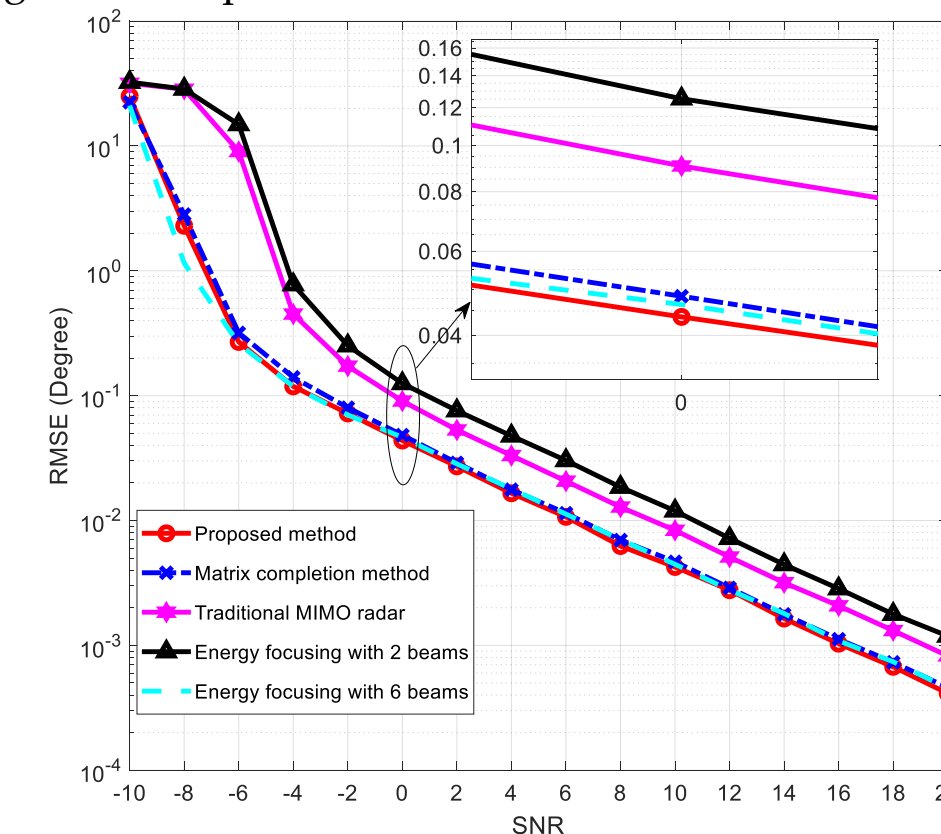 10^2
10^1
10^0
10^-1
10^-2
10^-3
10^-4
RMSE (Degree)
0.16
0.14
0.12
0.1
0.08
0.06
0.04
0
Proposed method
Matrix completion method
Traditional MIMO radar
Energy focusing with 2 beams
Energy focusing with 6 beams
-10 -8 -6 -4 -2 0 2 4 6 8 10 12 14 16 18
SNR